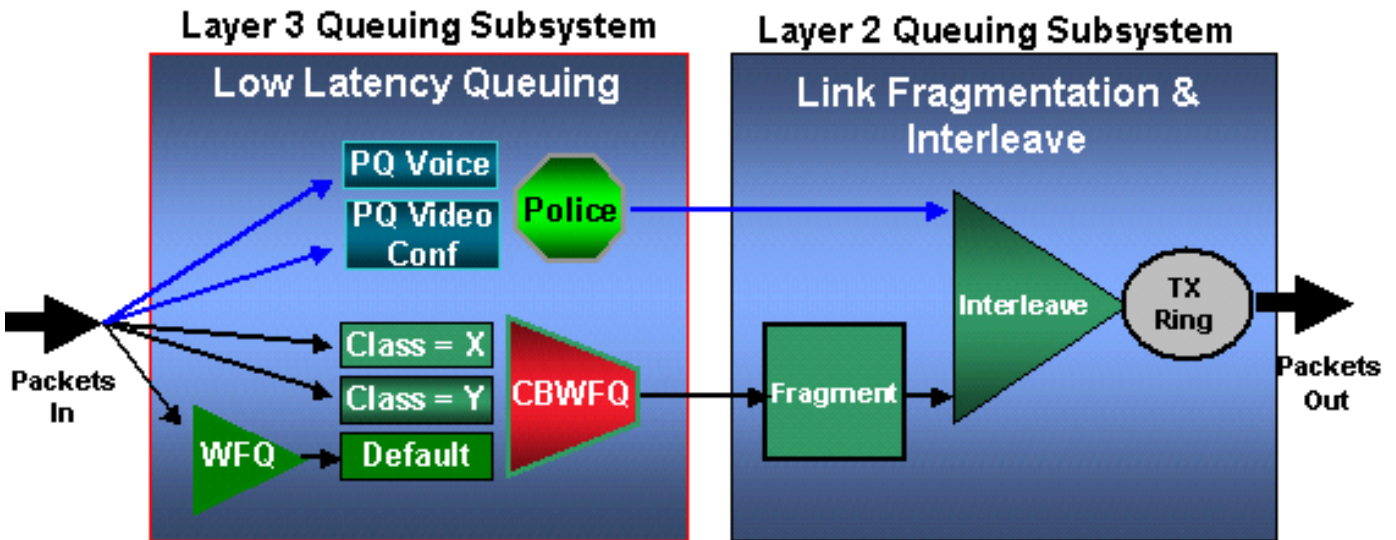 Layer 3 Queuing Subsystem
Layer 2 Queuing Subsystem
Low Latency Queuing
Link Fragmentation &
Interleave
PQ Voice
PQ Video
Conf
Police
Packets
In
Class = X
Class = Y
WFQ
Default
CBWFQ
Fragment
Interleave
TX
Ring
Packets
Out